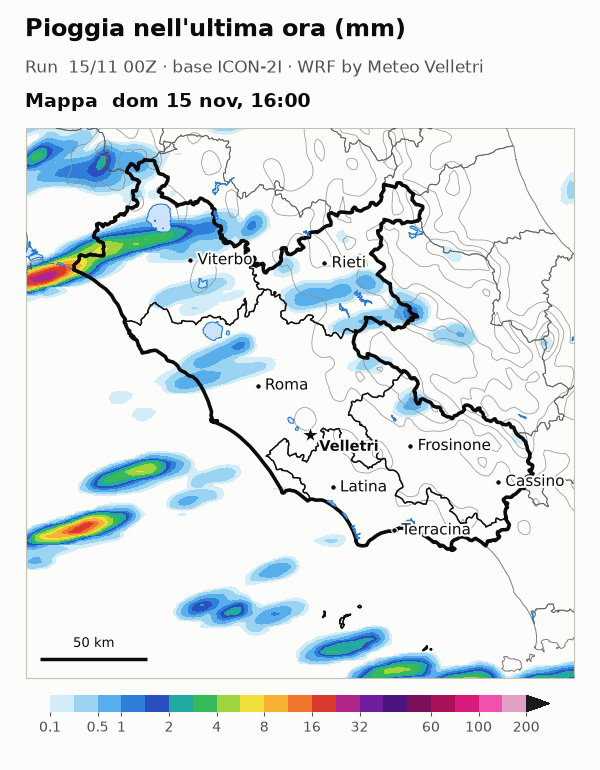 Pioggia nell'ultima ora (mm)
Run  15/11 00Z · base ICON-2I · WRF by Meteo Velletri
Mappa  dom 15 nov, 16:00
Viterbo
Rieti
Roma
Velletri
Frosinone
Latina
Cassino
Terracina
50 km
0.1 0.5 1 2 4 8 16 32 60 100 200